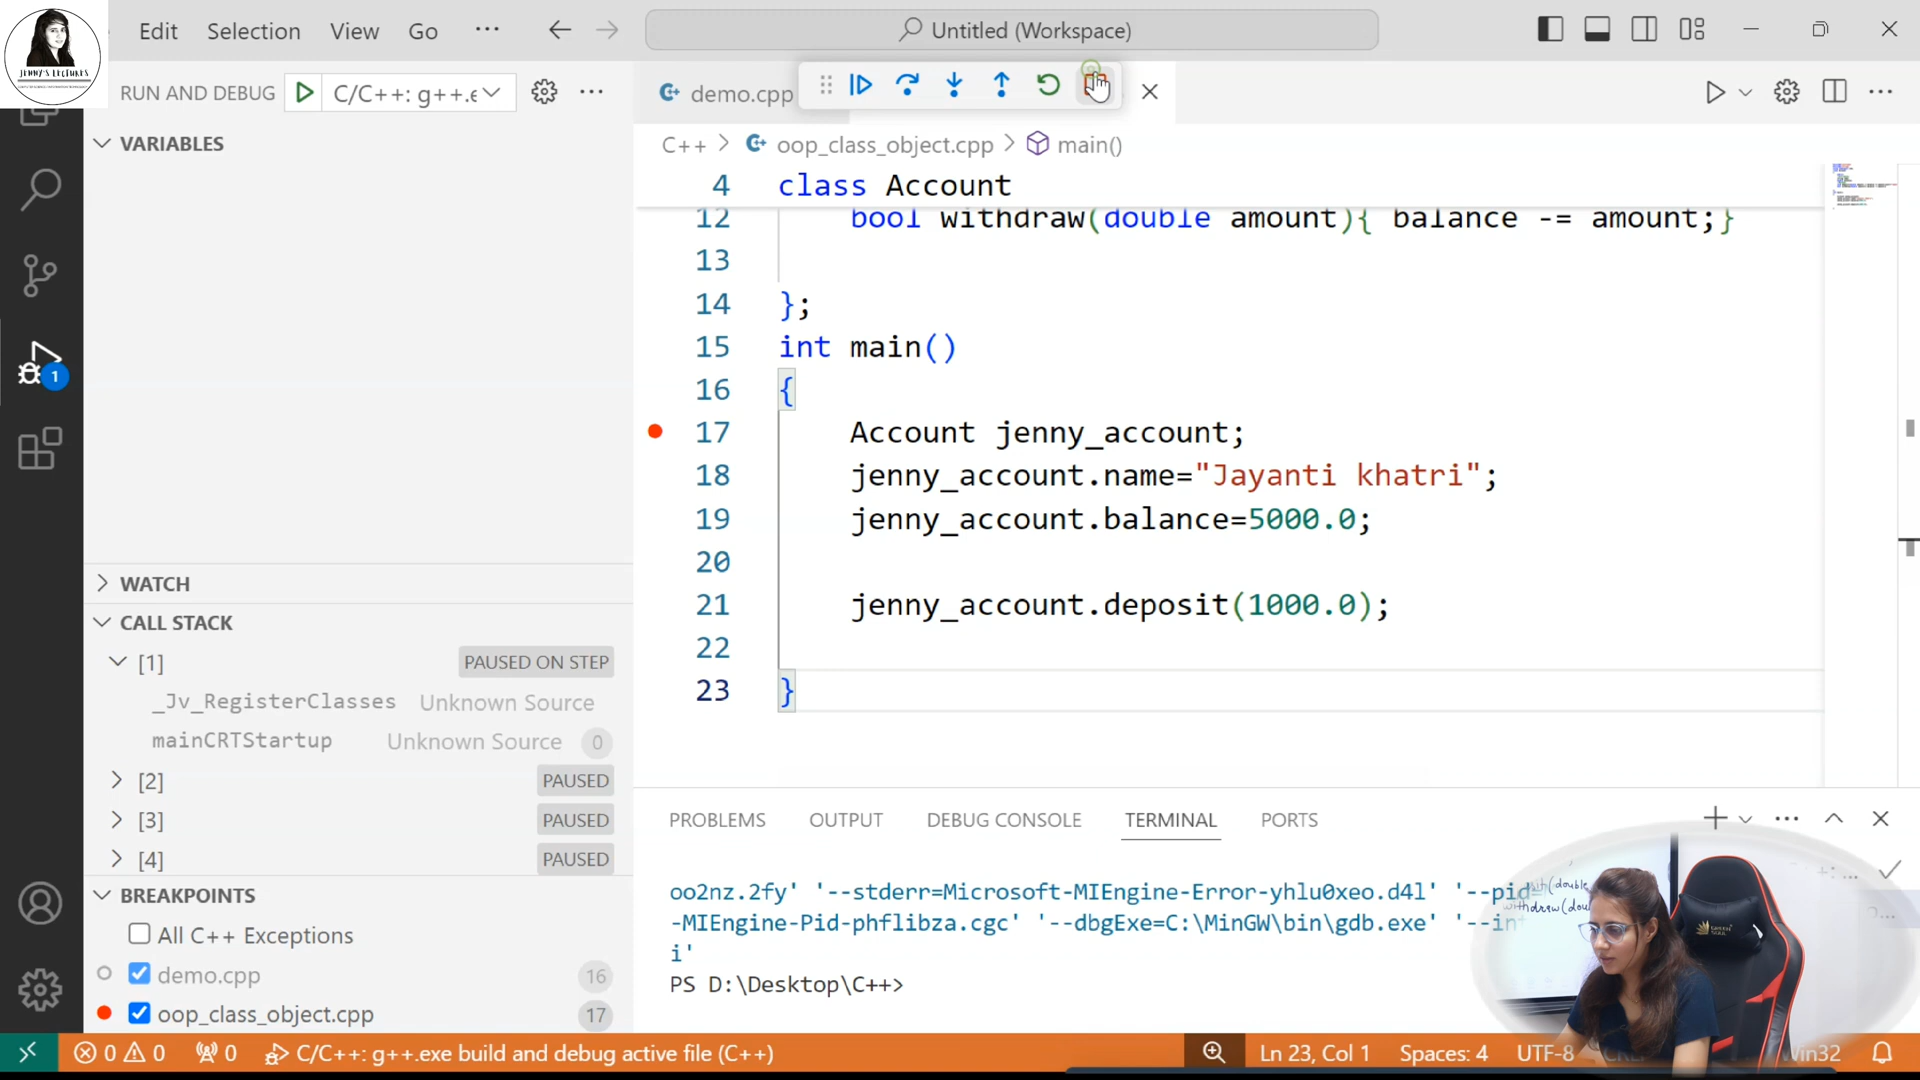 JENNY'S LECTURES
Edit Selection View Go ... Untitled (Workspace)
RUN AND DEBUG C/C++: g++.e ...
demo.cpp
C++ > oop_class_object.cpp > main()
VARIABLES
4 class Account
12 bool withdraw(double amount){ balance -= amount;}
13
14 };
15 int main()
16 {
17 Account jenny_account;
18 jenny_account.name="Jayanti khatri";
19 jenny_account.balance=5000.0;
20
21 jenny_account.deposit(1000.0);
22
23 }
WATCH
CALL STACK
[1] PAUSED ON STEP
_Jv_RegisterClasses Unknown Source
mainCRTStartup Unknown Source 0
[2] PAUSED
[3] PAUSED
[4] PAUSED
1
BREAKPOINTS
All C++ Exceptions
demo.cpp 16
oop_class_object.cpp 17
PROBLEMS OUTPUT DEBUG CONSOLE TERMINAL PORTS
oo2nz.2fy' '--stderr=Microsoft-MIEngine-Error-yhlu0xeo.d4l' '--pid=
-MIEngine-Pid-phflibza.cgc' '--dbgExe=C:\MinGW\bin\gdb.exe' '--in
i'
PS D:\Desktop\C++>
0 0 0 C/C++: g++.exe build and debug active file (C++) Ln 23, Col 1 Spaces: 4 UTF-8 Win32